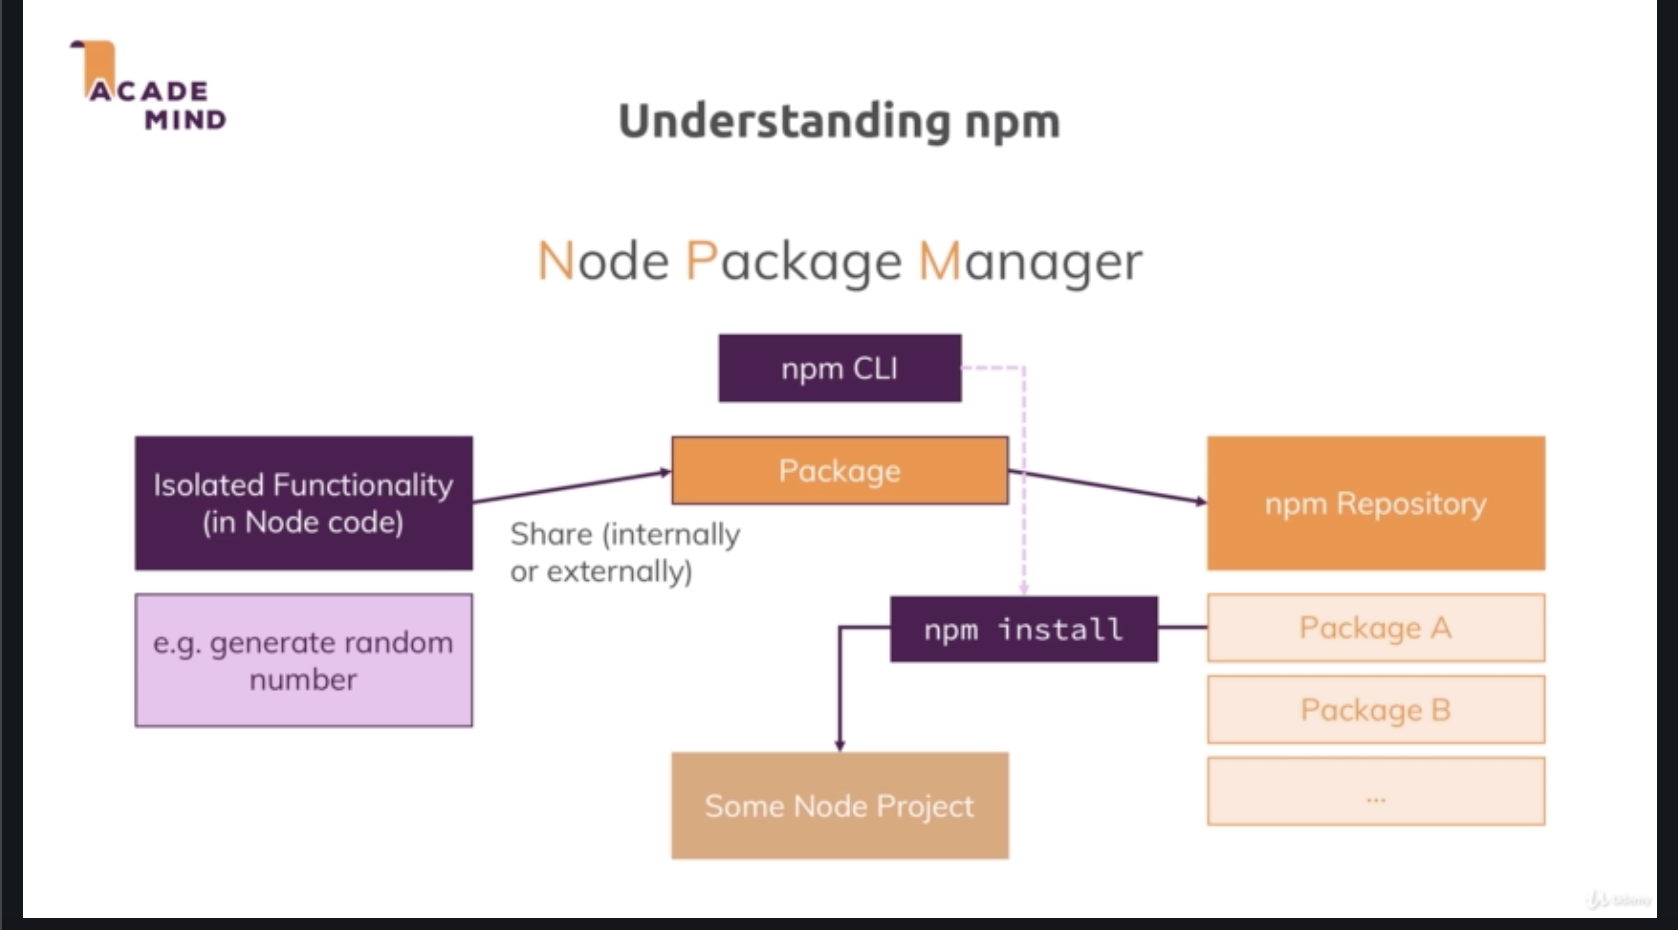 ACADE
MIND
Understanding npm
Node Package Manager
npm CLI
Isolated Functionality
(in Node code)
Package
npm Repository
Share (internally
or externally)
e.g. generate random
number
npm install
Package A
Package B
...
Some Node Project
Udemy